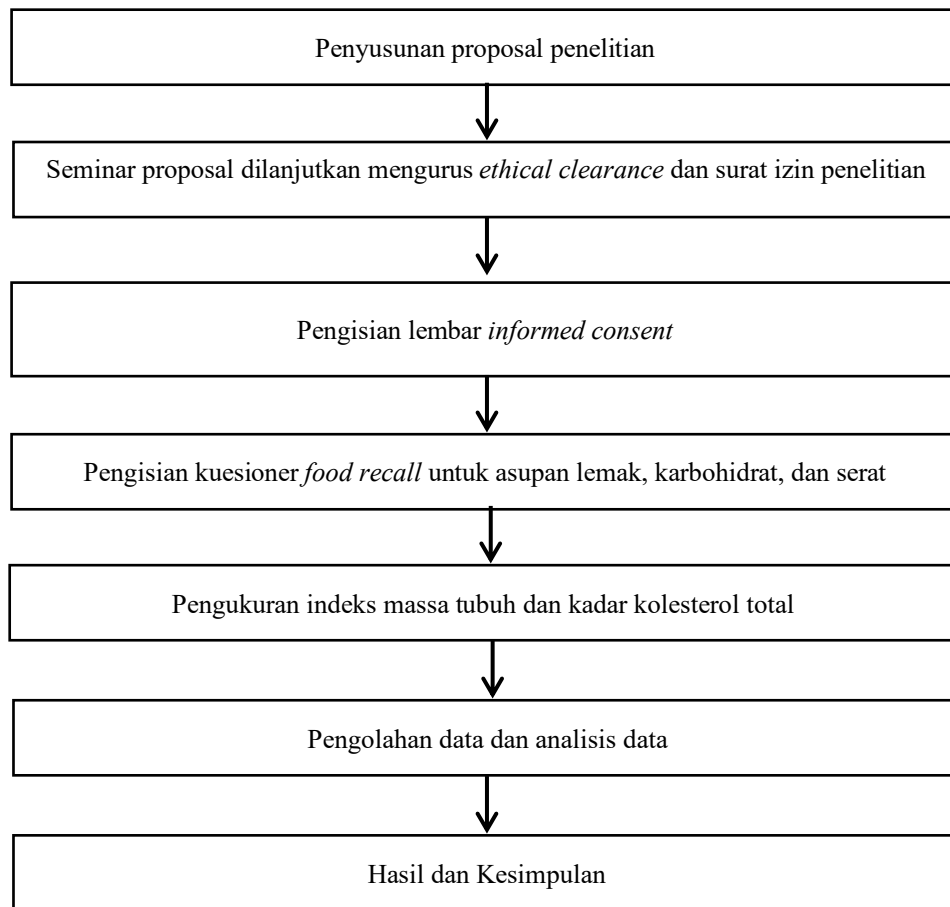 Penyusunan proposal penelitian
Seminar proposal dilanjutkan mengurus ethical clearance dan surat izin penelitian
Pengisian lembar informed consent
Pengisian kuesioner food recall untuk asupan lemak, karbohidrat, dan serat
Pengukuran indeks massa tubuh dan kadar kolesterol total
Pengolahan data dan analisis data
Hasil dan Kesimpulan